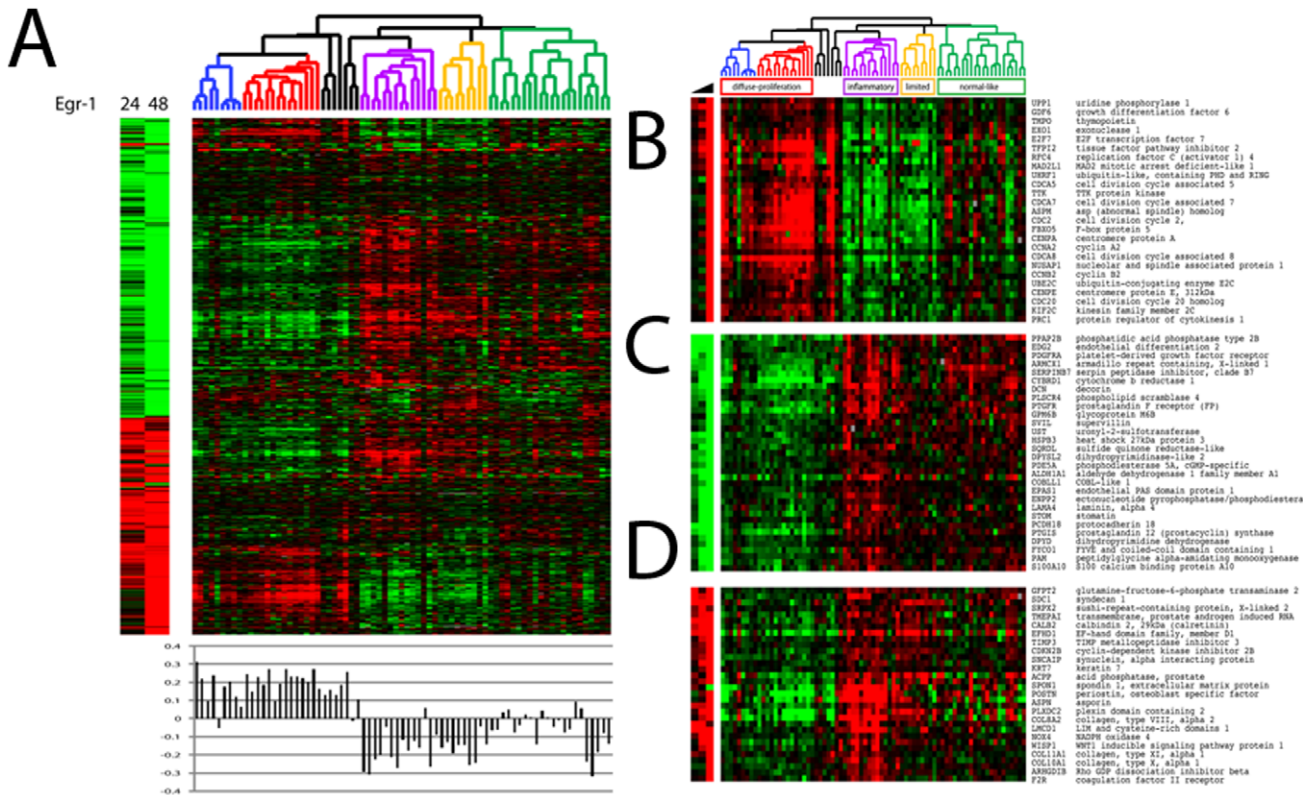 A
Egr-1
24 48
0.4
0.3
0.2
0.1
0
-0.1
-0.2
-0.3
-0.4
diffuse-proliferation
inflammatory
limited
normal-like
B
UPP1 uridine phosphorylase 1
GDF6 growth differentiation factor 6
TMPO thymopoietin
EXO1 exonuclease 1
E2F7 E2F transcription factor 7
TFPI2 tissue factor pathway inhibitor 2
RFC4 replication factor C (activator 1) 4
MAD2L1 MAD2 mitotic arrest deficient-like 1
UHRF1 ubiquitin-like, containing PHD and RING
CDCA5 cell division cycle associated 5
TTK TTK protein kinase
CDCA7 cell division cycle associated 7
ASPM asp (abnormal spindle) homolog
CDC2 cell division cycle 2,
FBXO5 F-box protein 5
CENPA centromere protein A
CCNA2 cyclin A2
CDCA8 cell division cycle associated 8
NUSAP1 nucleolar and spindle associated protein 1
CCNB2 cyclin B2
UBE2C ubiquitin-conjugating enzyme E2C
CENPE centromere protein E, 312kDa
CDC20 cell division cycle 20 homolog
KIF2C kinesin family member 2C
PRC1 protein regulator of cytokinesis 1
C
PPAP2B phosphatidic acid phosphatase type 2B
EDG2 endothelial differentiation 2
PDGFRA platelet-derived growth factor receptor
ARMCX1 armadillo repeat containing, X-linked 1
SERPINB7 serpin peptidase inhibitor, clade B7
CYBRD1 cytochrome b reductase 1
DCN decorin
PLSCR4 phospholipid scramblase 4
PTGFR prostaglandin F receptor (FP)
GPM6B glycoprotein M6B
SVIL supervillin
UST uronyl-2-sulfotransferase
HSPB3 heat shock 27kDa protein 3
SQRDL sulfide quinone reductase-like
DPYSL2 dihydropyrimidinase-like 2
PDE5A phosphodiesterase 5A, cGMP-specific
ALDH1A1 aldehyde dehydrogenase 1 family member A1
COBLL1 COBL-like 1
EPAS1 endothelial PAS domain protein 1
ENPP2 ectonucleotide pyrophosphatase/phosphodiestera
LAMA4 laminin, alpha 4
STOM stomatin
PCDH18 protocadherin 18
PTGIS prostaglandin I2 (prostacyclin) synthase
DPYD dihydropyrimidine dehydrogenase
FYCO1 FYVE and coiled-coil domain containing 1
PAM peptidylglycine alpha-amidating monooxygenase
S100A10 S100 calcium binding protein A10
D
GFPT2 glutamine-fructose-6-phosphate transaminase 2
SDC1 syndecan 1
SRPX2 sushi-repeat-containing protein, X-linked 2
TMEPAI transmembrane, prostate androgen induced RNA
CALB2 calbindin 2, 29kDa (calretinin)
EFHD1 EF-hand domain family, member D1
TIMP3 TIMP metallopeptidase inhibitor 3
CDKN2B cyclin-dependent kinase inhibitor 2B
SNCAIP synuclein, alpha interacting protein
KRT7 keratin 7
ACPP acid phosphatase, prostate
SPON1 spondin 1, extracellular matrix protein
POSTN periostin, osteoblast specific factor
ASPN asporin
PLXDC2 plexin domain containing 2
COL8A2 collagen, type VIII, alpha 2
LMCD1 LIM and cysteine-rich domains 1
NOX4 NADPH oxidase 4
WISP1 WNT1 inducible signaling pathway protein 1
COL11A1 collagen, type XI, alpha 1
COL10A1 collagen, type X, alpha 1
ARHGDIB Rho GDP dissociation inhibitor beta
F2R coagulation factor II receptor